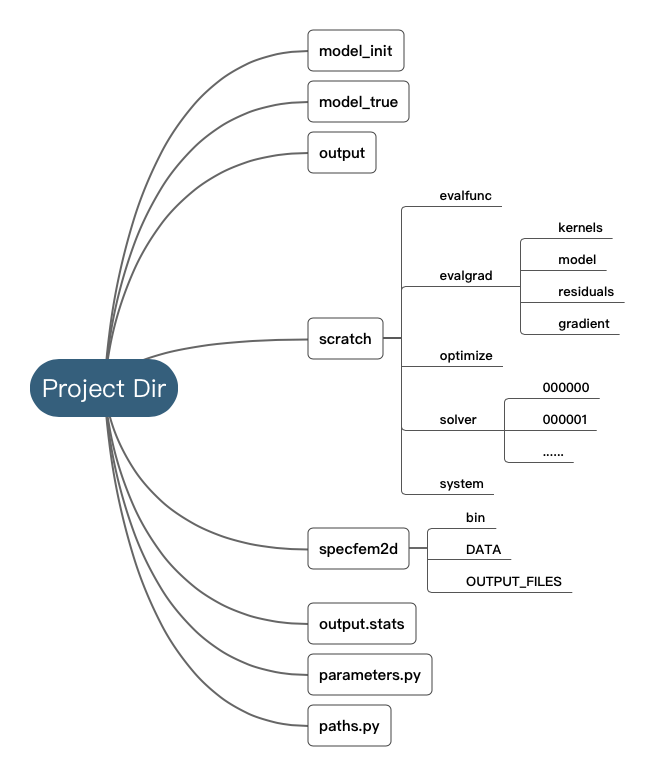 model_init
model_true
output
evalfunc
kernels
model
evalgrad
residuals
gradient
scratch
optimize
Project Dir
000000
solver
000001
......
system
bin
specfem2d
DATA
OUTPUT_FILES
output.stats
parameters.py
paths.py